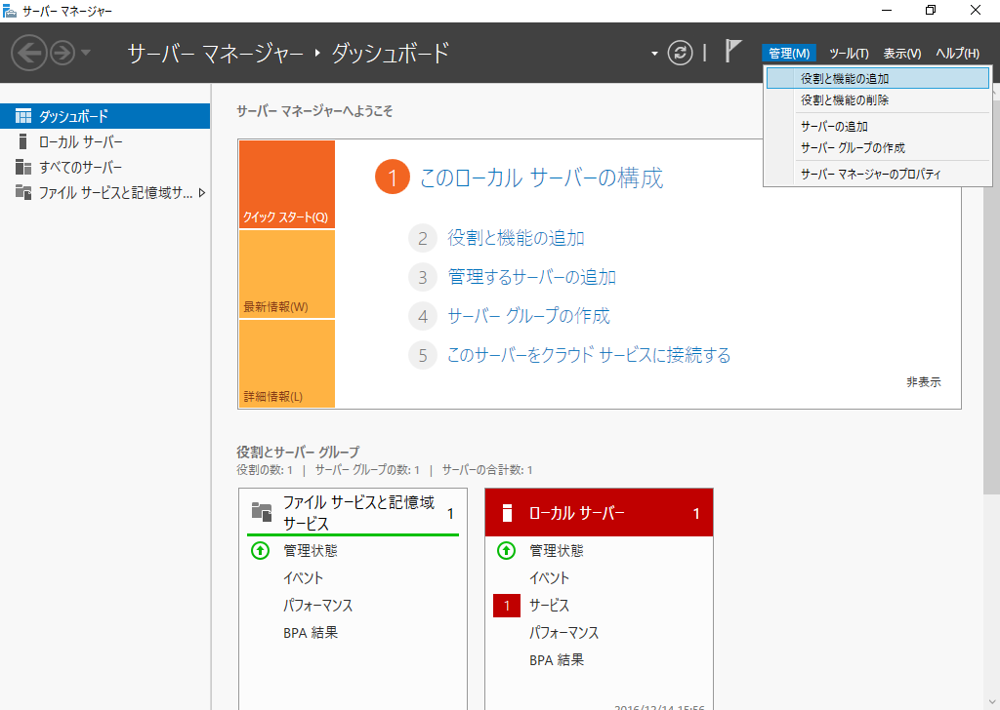 サーバー マネージャー
サーバー マネージャー ‣ ダッシュボード
管理(M) ツール(T) 表示(V) ヘルプ(H)
役割と機能の追加
役割と機能の削除
サーバーの追加
サーバー グループの作成
サーバー マネージャーのプロパティ
ダッシュボード
ローカル サーバー
すべてのサーバー
ファイル サービスと記憶域サ...
サーバー マネージャーへようこそ
クイック スタート(Q)
最新情報(W)
詳細情報(L)
1 このローカル サーバーの構成
2 役割と機能の追加
3 管理するサーバーの追加
4 サーバー グループの作成
5 このサーバーをクラウド サービスに接続する
非表示
役割とサーバー グループ
役割の数: 1 | サーバー グループの数: 1 | サーバーの合計数: 1
ファイル サービスと記憶域
サービス
1
管理状態
イベント
パフォーマンス
BPA 結果
ローカル サーバー 1
管理状態
イベント
1 サービス
パフォーマンス
BPA 結果
2016/12/14 15:56